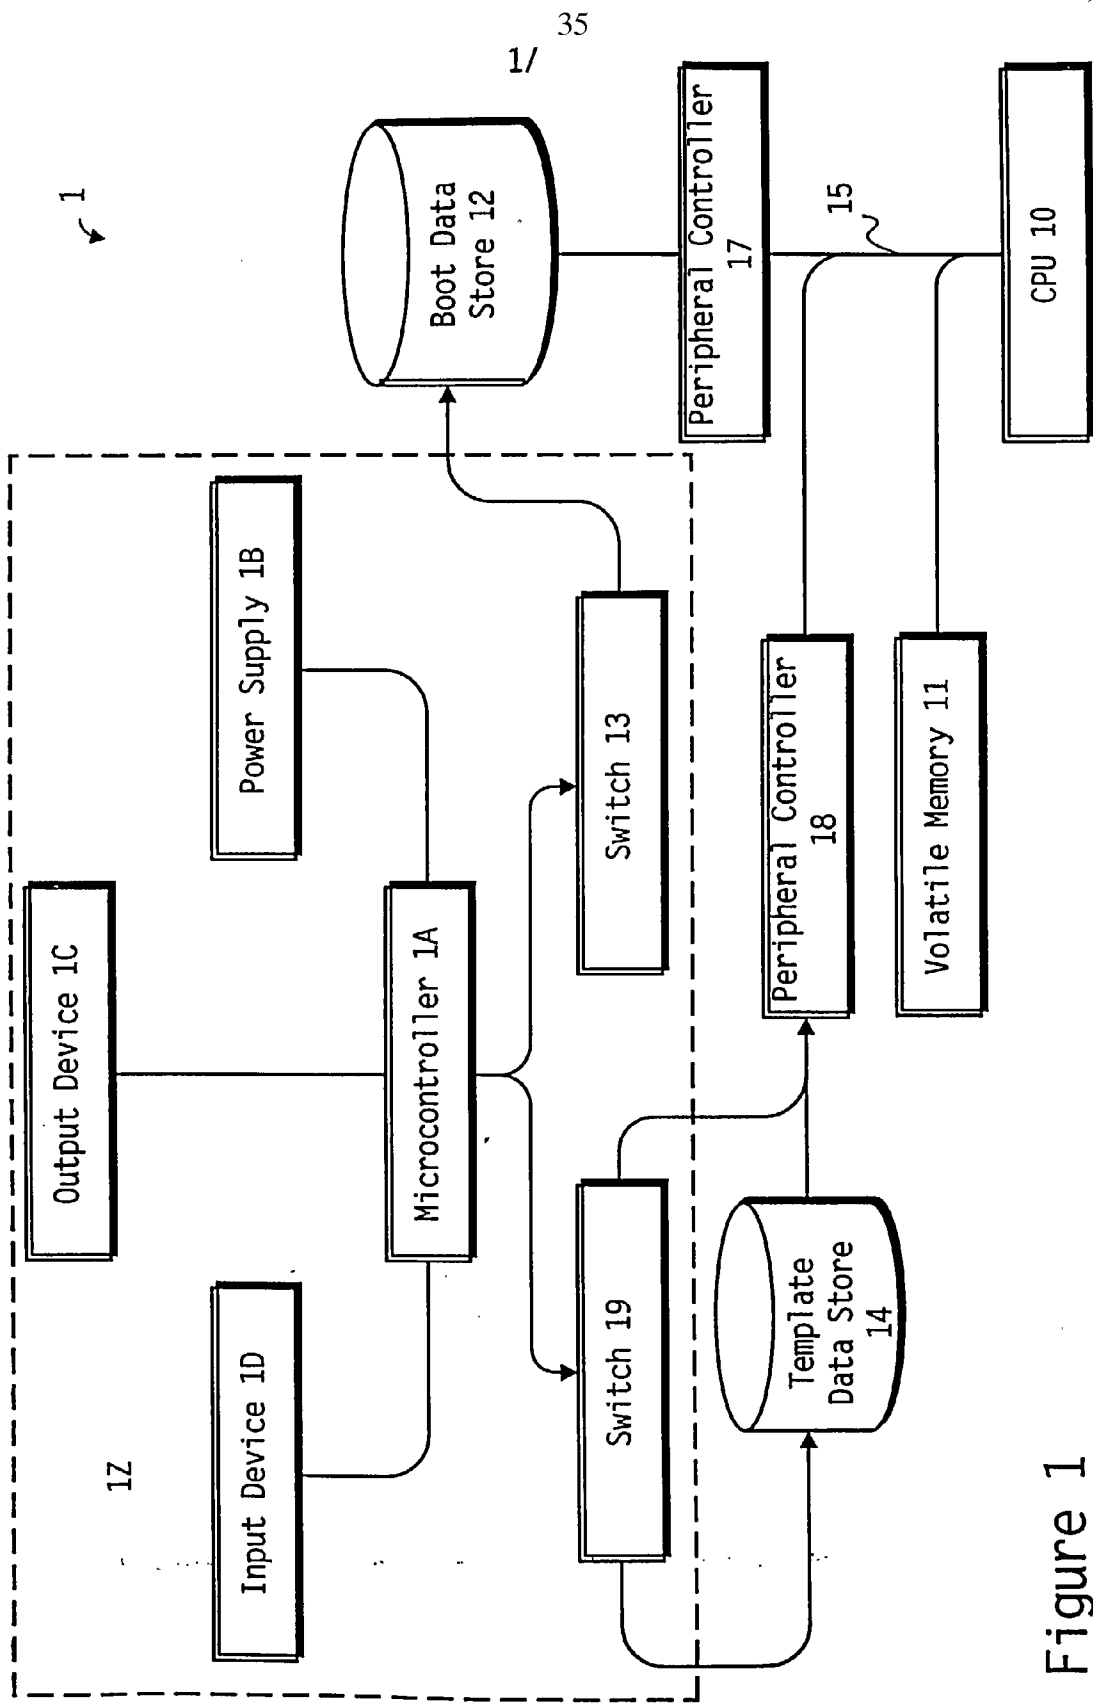 35
1/
1
1Z
Output Device 1C
Input Device 1D
Power Supply 1B
Microcontroller 1A
Boot Data
Store 12
Switch 19
Switch 13
Peripheral Controller
17
Template
Data Store
14
Peripheral Controller
18
15
Volatile Memory 11
CPU 10
Figure 1